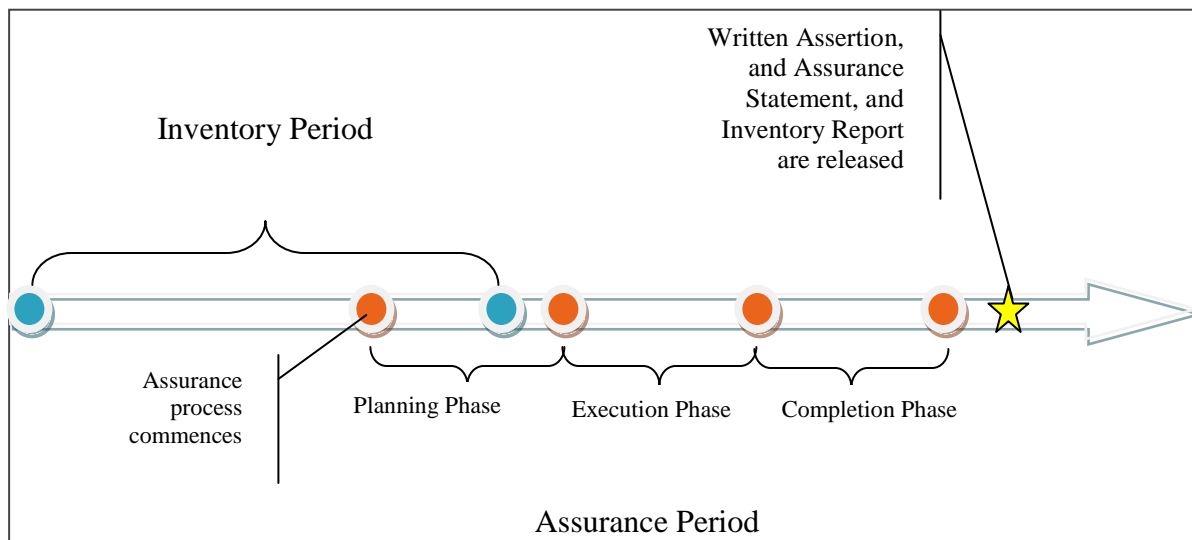 Written Assertion,
and Assurance
Statement, and
Inventory Report
are released
Inventory Period
Assurance
process
commences
Planning Phase
Execution Phase
Completion Phase
Assurance Period